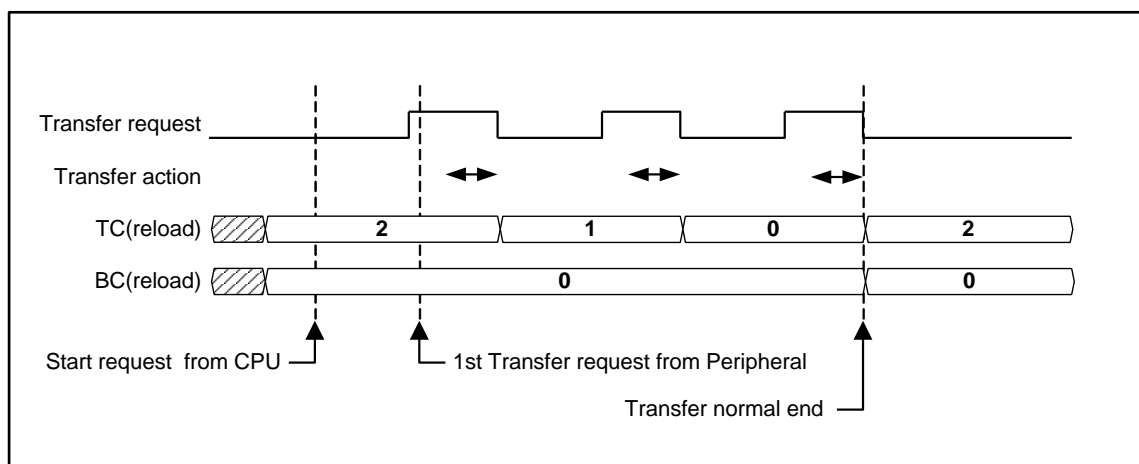 Transfer request
Transfer action
TC(reload) 2 1 0 2
BC(reload) 0 0
Start request from CPU 1st Transfer request from Peripheral
Transfer normal end